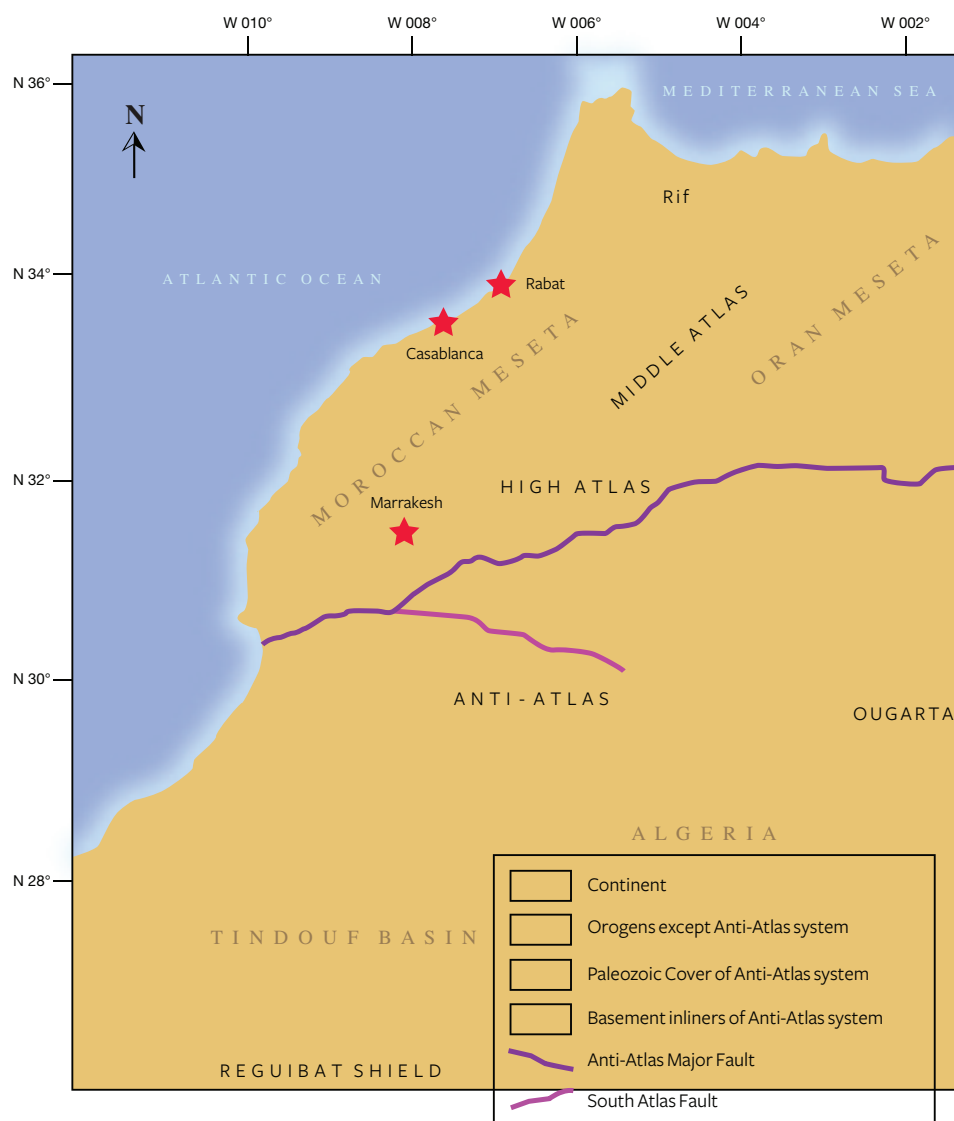 W 010° W 008° W 006° W 004° W 002°
N 36°
MEDITERRANEAN SEA
N
Rif
N 34°
ATLANTIC OCEAN
Rabat
Casablanca
MOROCCAN MESETA
MIDDLE ATLAS
ORAN MESETA
N 32°
HIGH ATLAS
Marrakesh
N 30°
ANTI-ATLAS
OUGARTA
ALGERIA
N 28°
TINDOUF BASIN
REGUIBAT SHIELD
Continent
Orogens except Anti-Atlas system
Paleozoic Cover of Anti-Atlas system
Basement inliners of Anti-Atlas system
Anti-Atlas Major Fault
South Atlas Fault